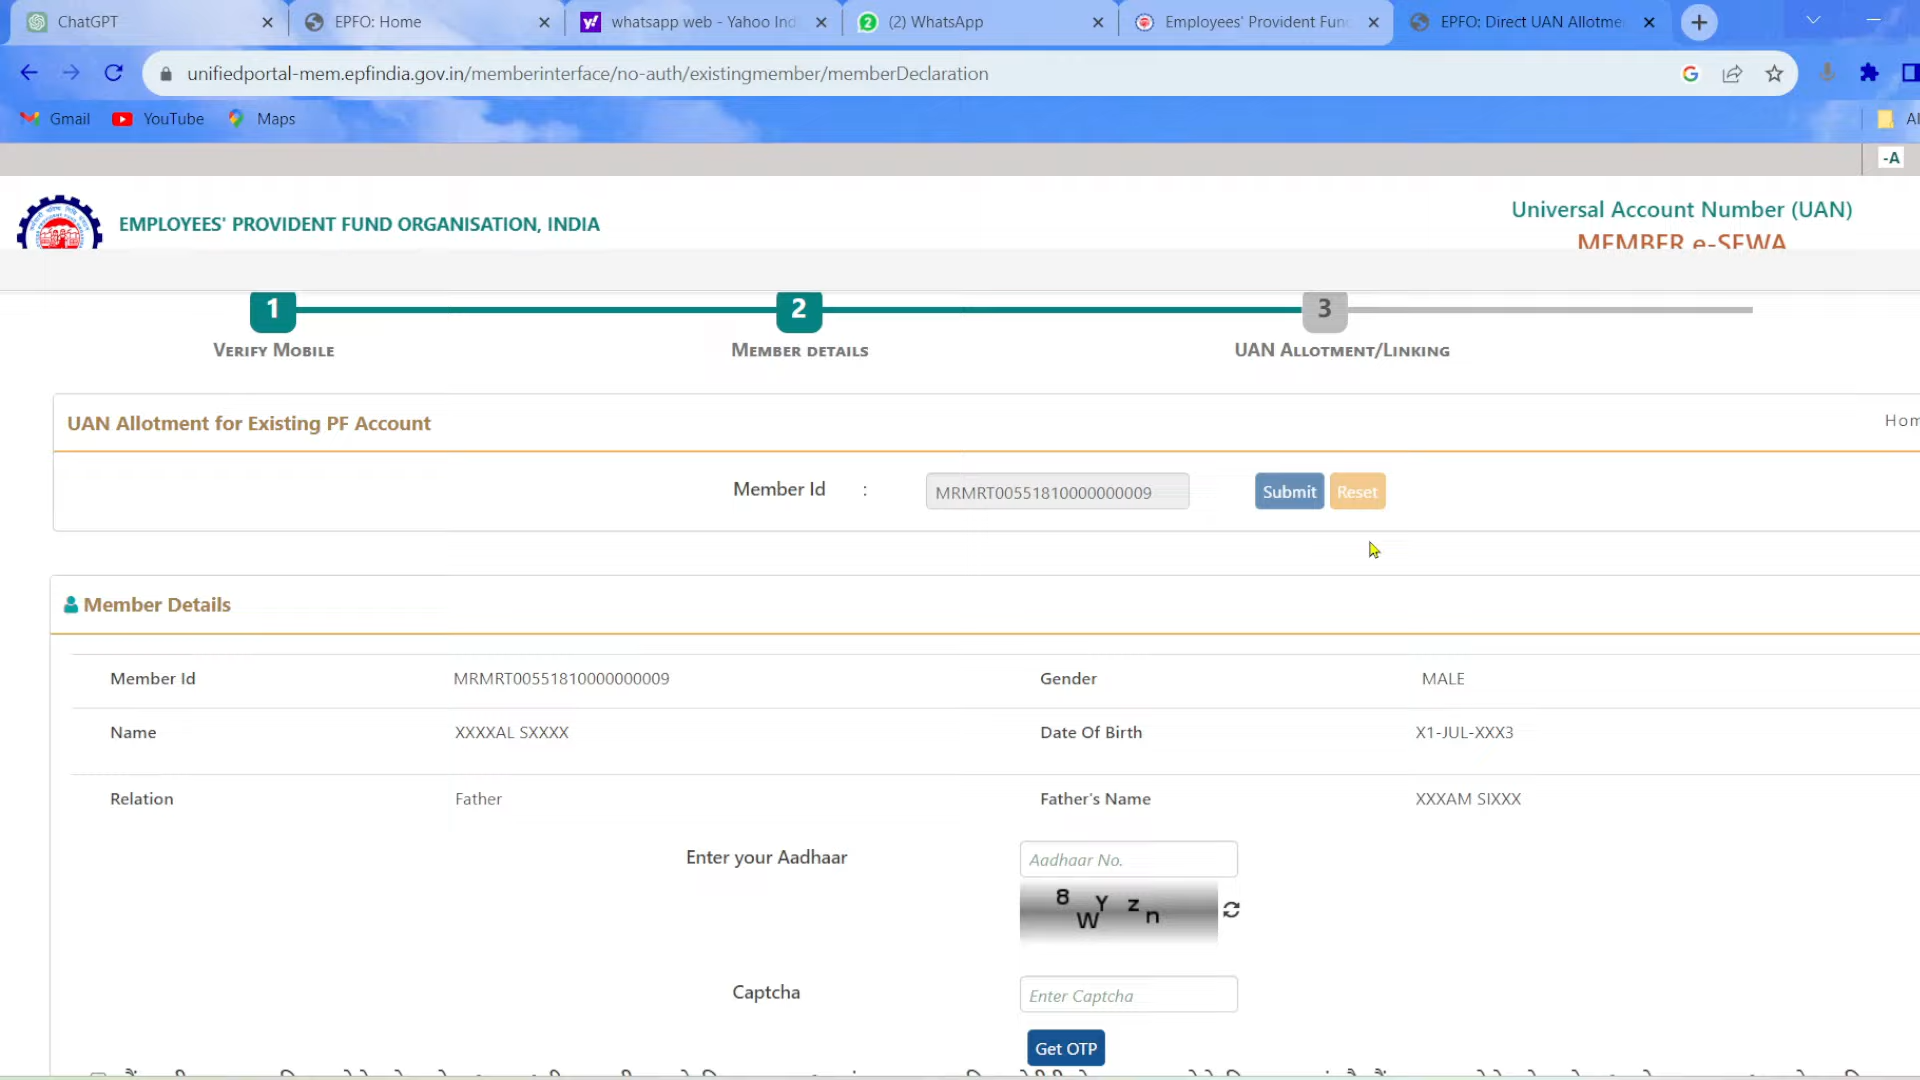 ChatGPT
EPFO: Home
whatsapp web - Yahoo Ind
(2) WhatsApp
Employees' Provident Fun
EPFO: Direct UAN Allotme
unifiedportal-mem.epfindia.gov.in/memberinterface/no-auth/existingmember/memberDeclaration
Gmail YouTube Maps
-A
EMPLOYEES' PROVIDENT FUND ORGANISATION, INDIA
Universal Account Number (UAN)
MEMBER e-SEWA
1 2 3
VERIFY MOBILE MEMBER DETAILS UAN ALLOTMENT/LINKING
UAN Allotment for Existing PF Account
Hom
Member Id : MRMRT00551810000000009 Submit Reset
Member Details
Member Id MRMRT00551810000000009 Gender MALE
Name XXXXAL SXXXX Date Of Birth X1-JUL-XXX3
Relation Father Father's Name XXXAM SIXXX
Enter your Aadhaar Aadhaar No.
8 W Y z n
Captcha Enter Captcha
Get OTP